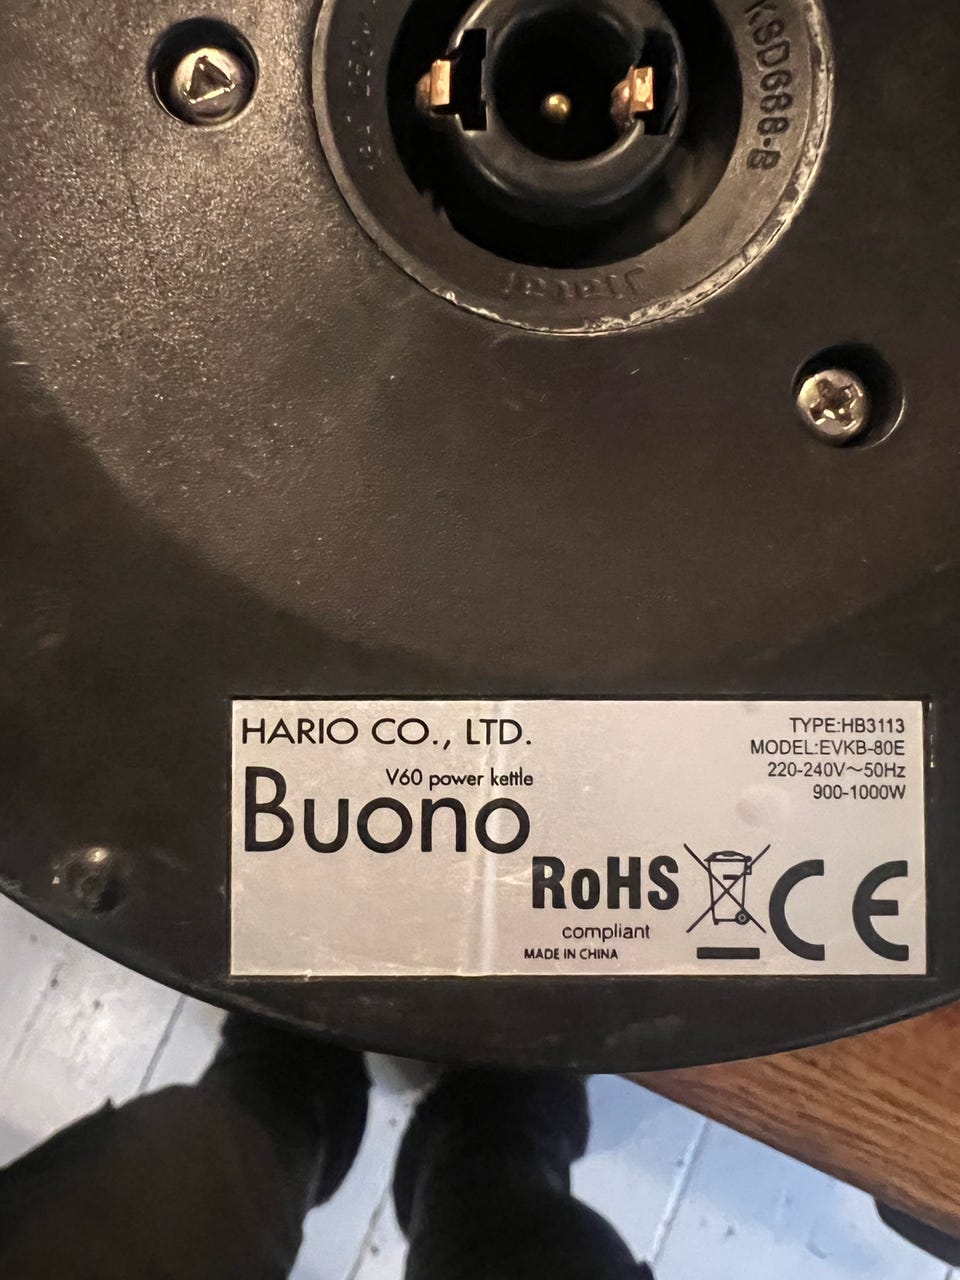 KSD688-B
HARIO CO., LTD.
V60 power kettle
Buono
TYPE:HB3113
MODEL:EVKB-80E
220-240V～50Hz
900-1000W
RoHS
compliant
MADE IN CHINA
CE